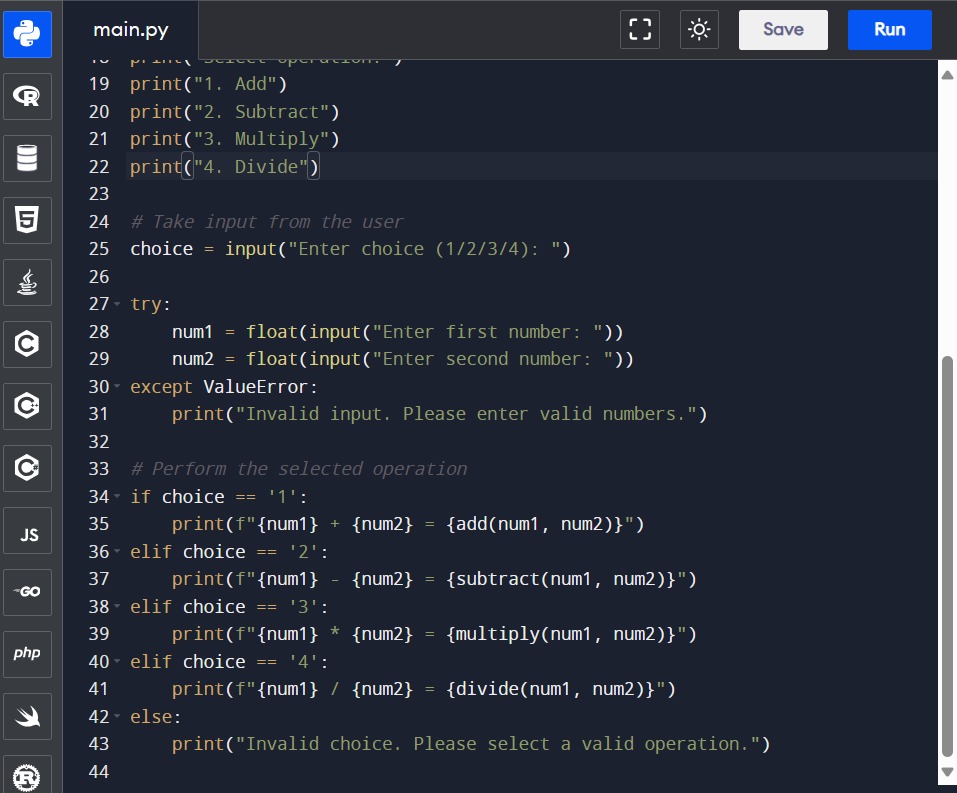 main.py
Save
Run
18 print("Select operation:")
19 print("1. Add")
20 print("2. Subtract")
21 print("3. Multiply")
22 print("4. Divide")
23
24 # Take input from the user
25 choice = input("Enter choice (1/2/3/4): ")
26
27 try:
28     num1 = float(input("Enter first number: "))
29     num2 = float(input("Enter second number: "))
30 except ValueError:
31     print("Invalid input. Please enter valid numbers.")
32
33 # Perform the selected operation
34 if choice == '1':
35     print(f"{num1} + {num2} = {add(num1, num2)}")
36 elif choice == '2':
37     print(f"{num1} - {num2} = {subtract(num1, num2)}")
38 elif choice == '3':
39     print(f"{num1} * {num2} = {multiply(num1, num2)}")
40 elif choice == '4':
41     print(f"{num1} / {num2} = {divide(num1, num2)}")
42 else:
43     print("Invalid choice. Please select a valid operation.")
44
R
5
C
C++
C#
JS
GO
php
R